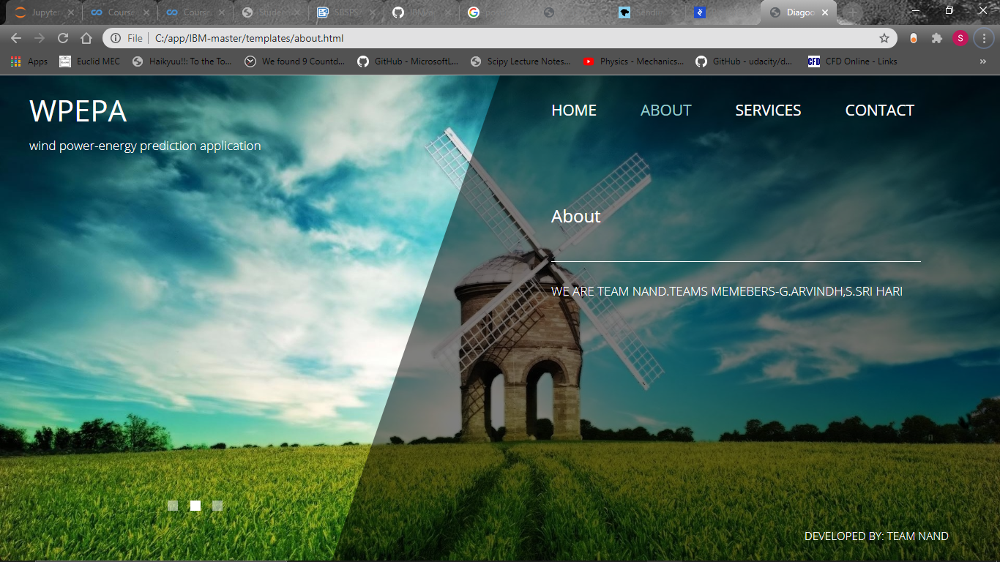 Jupyter
Course
Course
Studen
SBSPS
IBM
Sendin
Diagoo
File
C:/app/IBM-master/templates/about.html
S
Apps
Euclid MEC
Haikyuu!!: To the To...
We found 9 Countd...
GitHub - MicrosoftL...
Scipy Lecture Notes...
Physics - Mechanics...
GitHub - udacity/d...
CFD
CFD Online - Links
»
WPEPA
wind power-energy prediction application
HOME
ABOUT
SERVICES
CONTACT
About
WE ARE TEAM NAND.TEAMS MEMEBERS-G.ARVINDH,S.SRI HARI
DEVELOPED BY: TEAM NAND